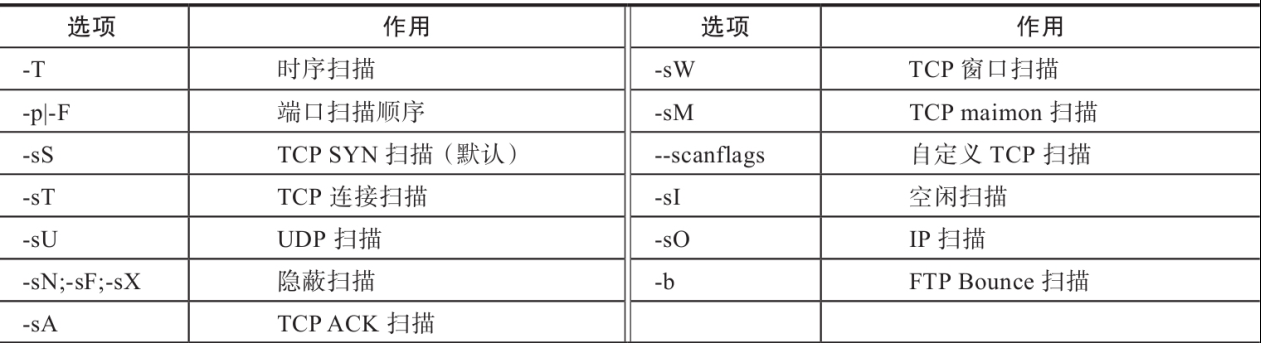 选项 作用 选项 作用
-T 时序扫描 -sW TCP 窗口扫描
-p|-F 端口扫描顺序 -sM TCP maimon 扫描
-sS TCP SYN 扫描（默认） --scanflags 自定义 TCP 扫描
-sT TCP 连接扫描 -sI 空闲扫描
-sU UDP 扫描 -sO IP 扫描
-sN;-sF;-sX 隐蔽扫描 -b FTP Bounce 扫描
-sA TCP ACK 扫描